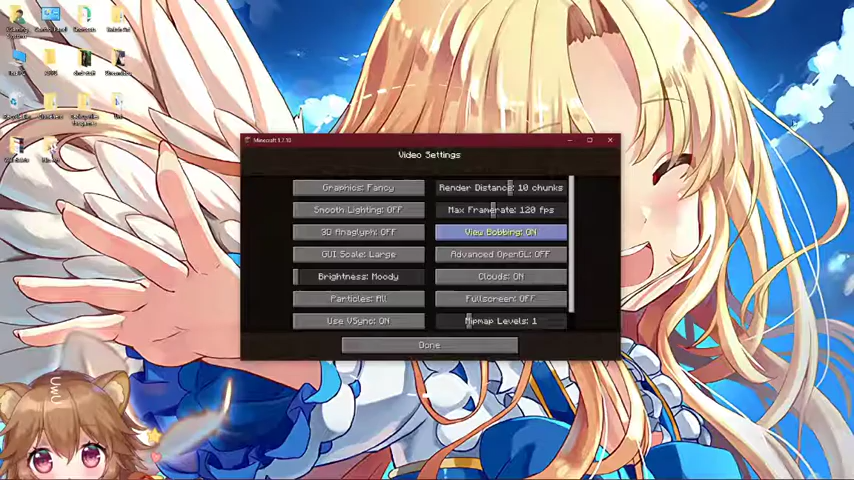 Minecraft 1.7.10
Video Settings
Graphics: Fancy
Render Distance: 10 chunks
Smooth Lighting: OFF
Max Framerate: 120 fps
3D Anaglyph: OFF
View Bobbing: ON
GUI Scale: Large
Advanced OpenGL: OFF
Brightness: Moody
Clouds: ON
Particles: All
Fullscreen: OFF
Use VSync: ON
Mipmap Levels: 1
Done
UwU